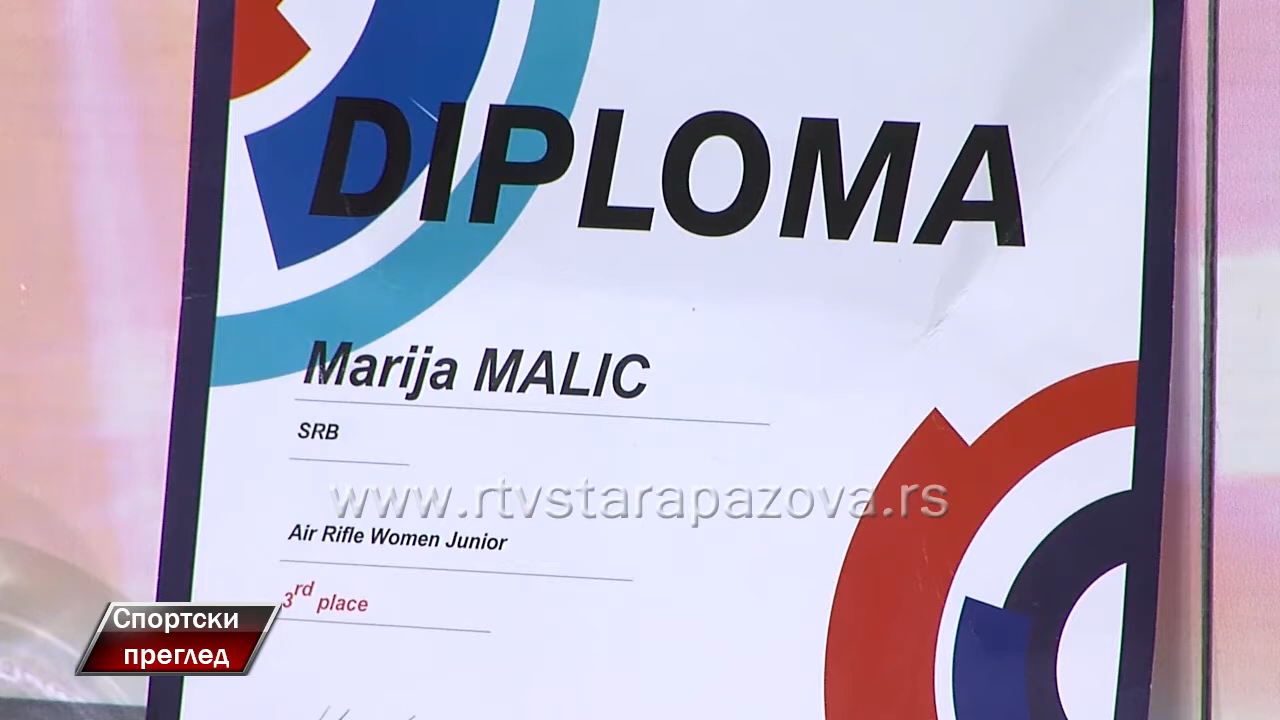 DIPLOMA
Marija MALIC
SRB
www.rtvstarapazova.rs
Air Rifle Women Junior
3rd place
Спортски
преглед